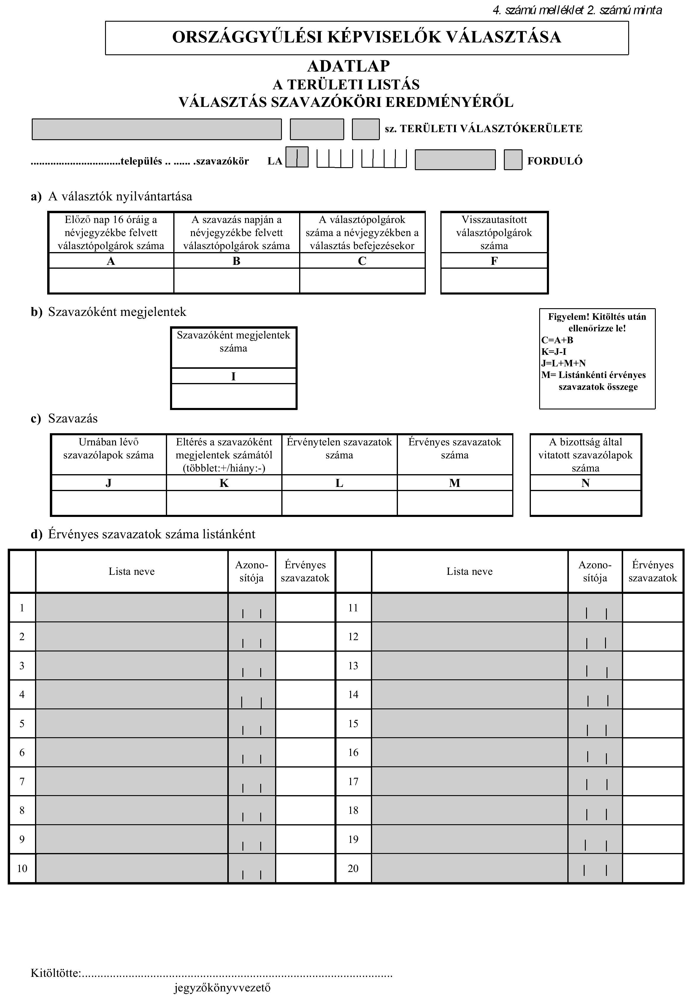 4. számú melléklet 2. számú minta
ORSZÁGGYŰLÉSI KÉPVISELŐK VÁLASZTÁSA
ADATLAP
A TERÜLETI LISTÁS
VÁLASZTÁS SZAVAZÓKÖRI EREDMÉNYÉRŐL
sz. TERÜLETI VÁLASZTÓKERÜLETE
................................település .. ...... .szavazókör LA FORDULÓ
a) A választók nyilvántartása
Előző nap 16 óráig a
névjegyzékbe felvett
választópolgárok száma
A szavazás napján a
névjegyzékbe felvett
választópolgárok száma
A választópolgárok
száma a névjegyzékben a
választás befejezésekor
Visszautasított
választópolgárok
száma
A B C F
b) Szavazóként megjelentek
Szavazóként megjelentek
száma
I
Figyelem! Kitöltés után
ellenőrizze le!
C=A+B
K=J-I
J=L+M+N
M= Listánkénti érvényes
szavazatok összege
c) Szavazás
Urnában lévő
szavazólapok száma
Eltérés a szavazóként
megjelentek számától
(többlet:+/hiány:-)
Érvénytelen szavazatok
száma
Érvényes szavazatok
száma
A bizottság által
vitatott szavazólapok
száma
J K L M N
d) Érvényes szavazatok száma listánként
Lista neve
Azono-
sítója
Érvényes
szavazatok
Lista neve
Azono-
sítója
Érvényes
szavazatok
1 11
2 12
3 13
4 14
5 15
6 16
7 17
8 18
9 19
10 20
Kitöltötte:....................................................................................................
jegyzőkönyvvezető